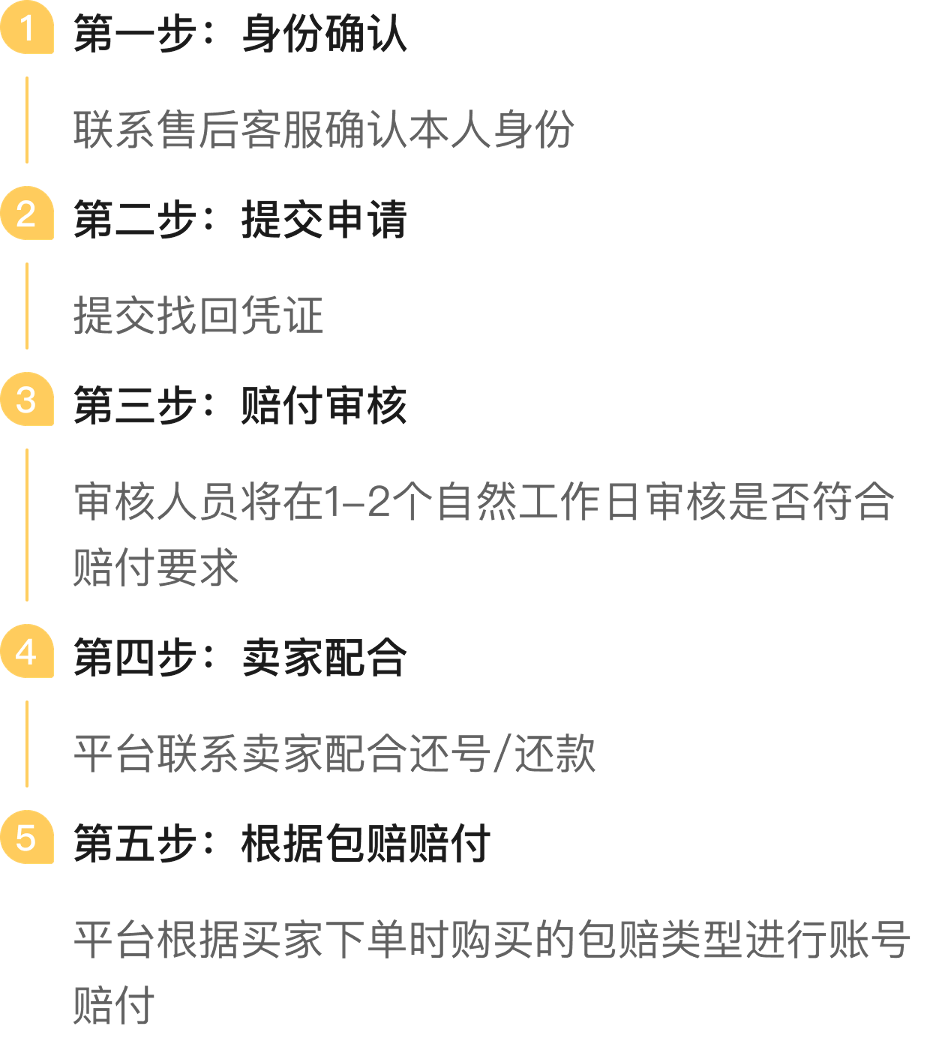 1 第一步：身份确认
联系售后客服确认本人身份
2 第二步：提交申请
提交找回凭证
3 第三步：赔付审核
审核人员将在1-2个自然工作日审核是否符合
赔付要求
4 第四步：卖家配合
平台联系卖家配合还号/还款
5 第五步：根据包赔赔付
平台根据买家下单时购买的包赔类型进行账号
赔付